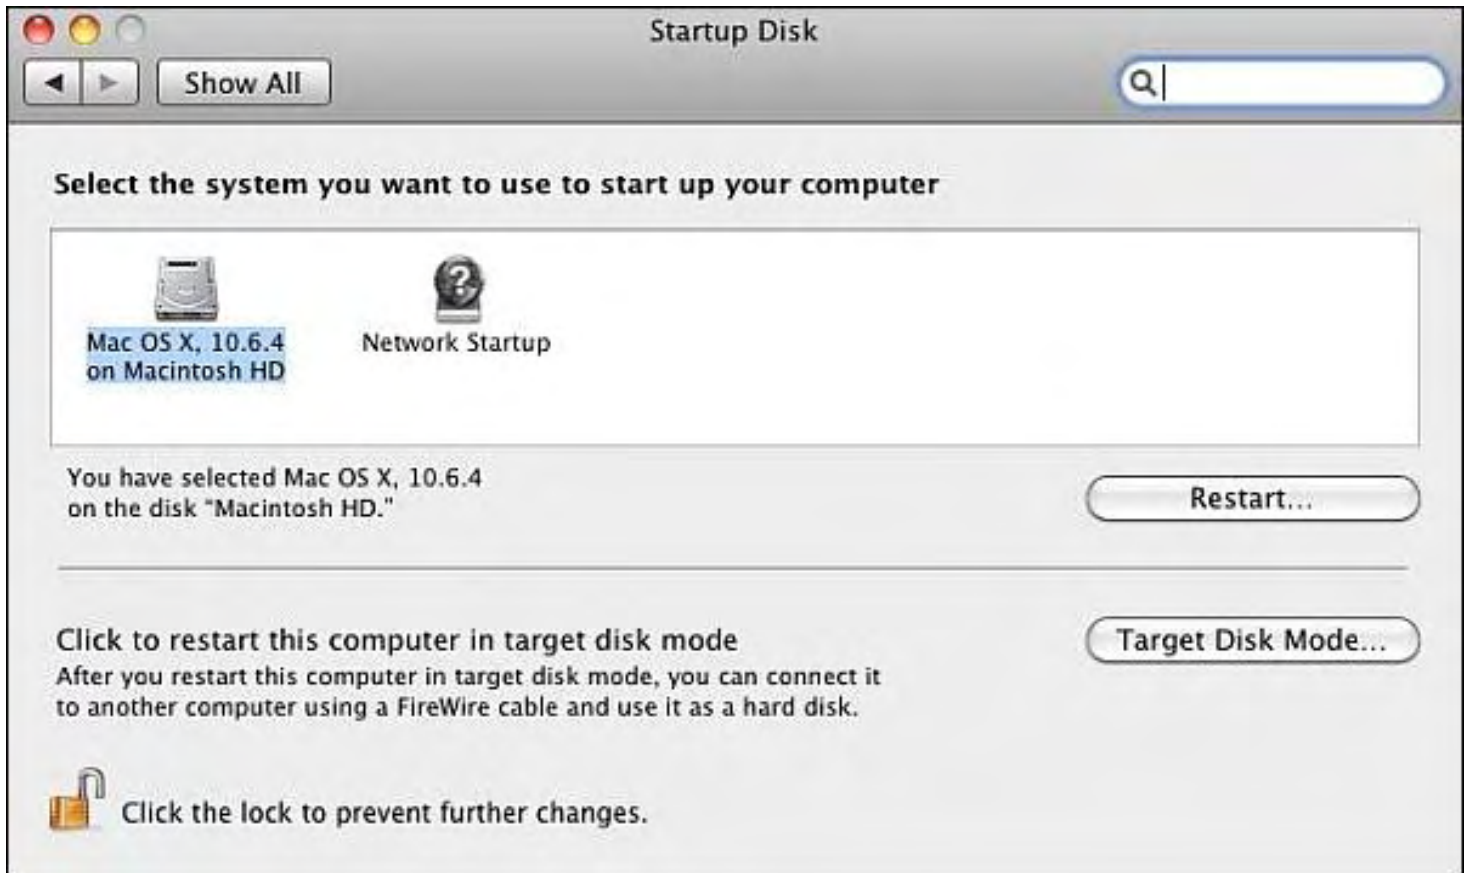 Startup Disk
Show All
Select the system you want to use to start up your computer
Mac OS X, 10.6.4
on Macintosh HD
Network Startup
You have selected Mac OS X, 10.6.4
on the disk "Macintosh HD."
Restart...
Click to restart this computer in target disk mode
Target Disk Mode...
After you restart this computer in target disk mode, you can connect it
to another computer using a FireWire cable and use it as a hard disk.
Click the lock to prevent further changes.